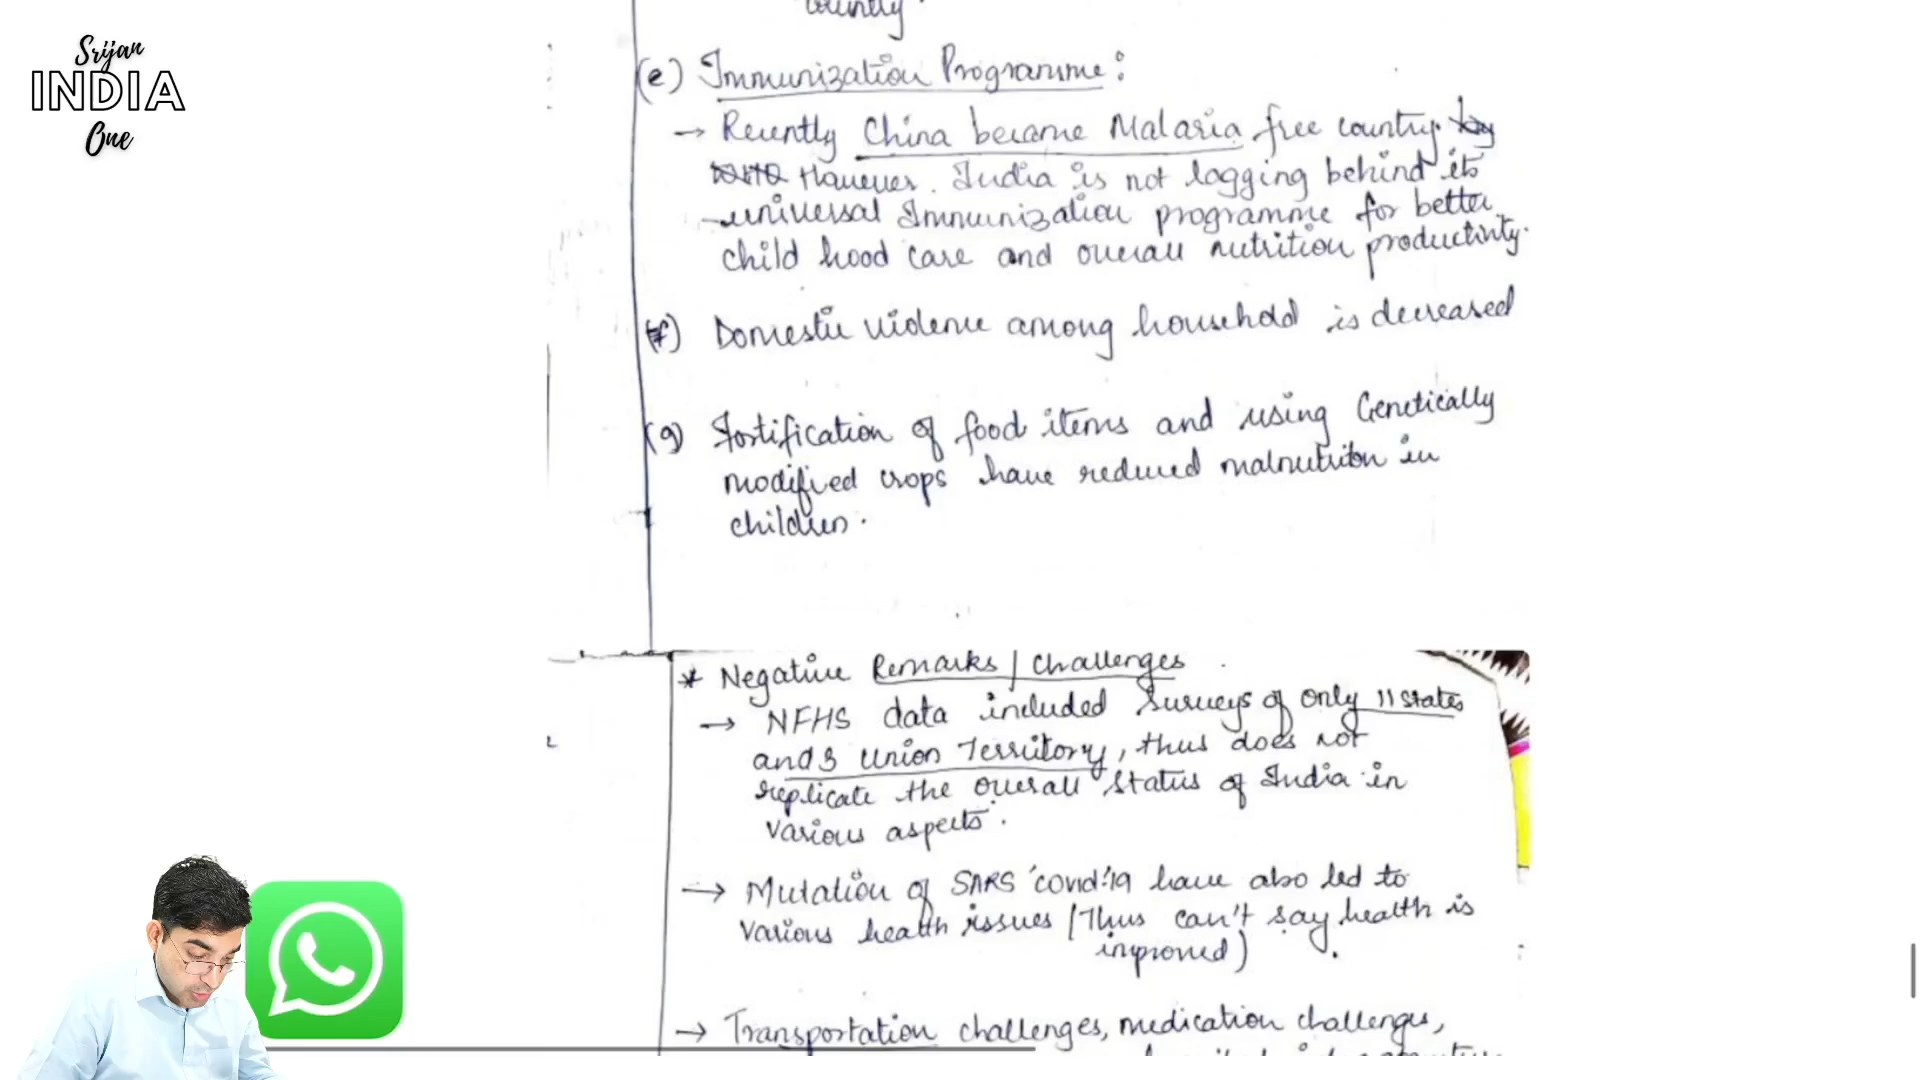 Srijan
INDIA
One
country.
(e) Immunization Programme:
→ Recently China became Malaria free country.
However. India is not lagging behind its
universal Immunization programme for better
child hood care and overall nutrition productivity.
(f) Domestic violence among household is decreased
(g) Fortification of food items and using Genetically
modified crops have reduced malnutrition in
children.
* Negative Remarks / Challenges
→ NFHS data included surveys of only 11 states
and 3 Union Territory, thus does not
replicate the overall status of India in
various aspects.
→ Mutation of SARS 'covid-19 have also led to
various health issues (Thus can't say health is
improved).
→ Transportation challenges, medication challenges,